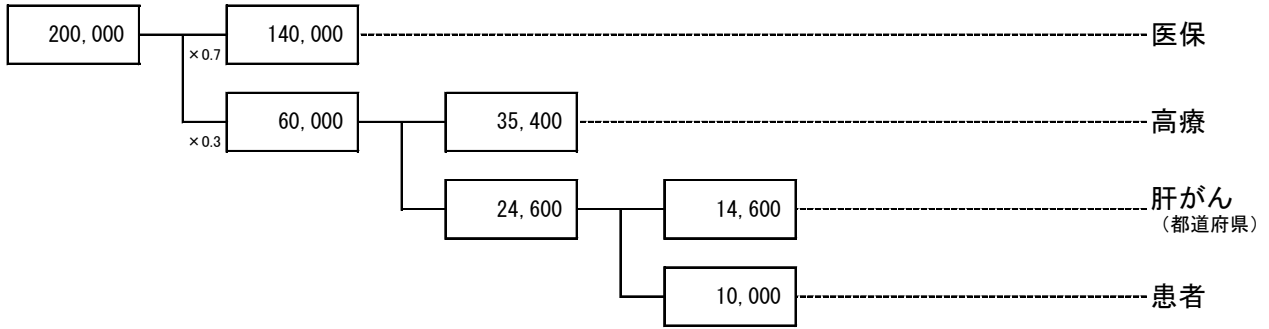 200,000 140,000 医保
×0.7
60,000 35,400 高療
×0.3
24,600 14,600 肝がん
（都道府県）
10,000 患者